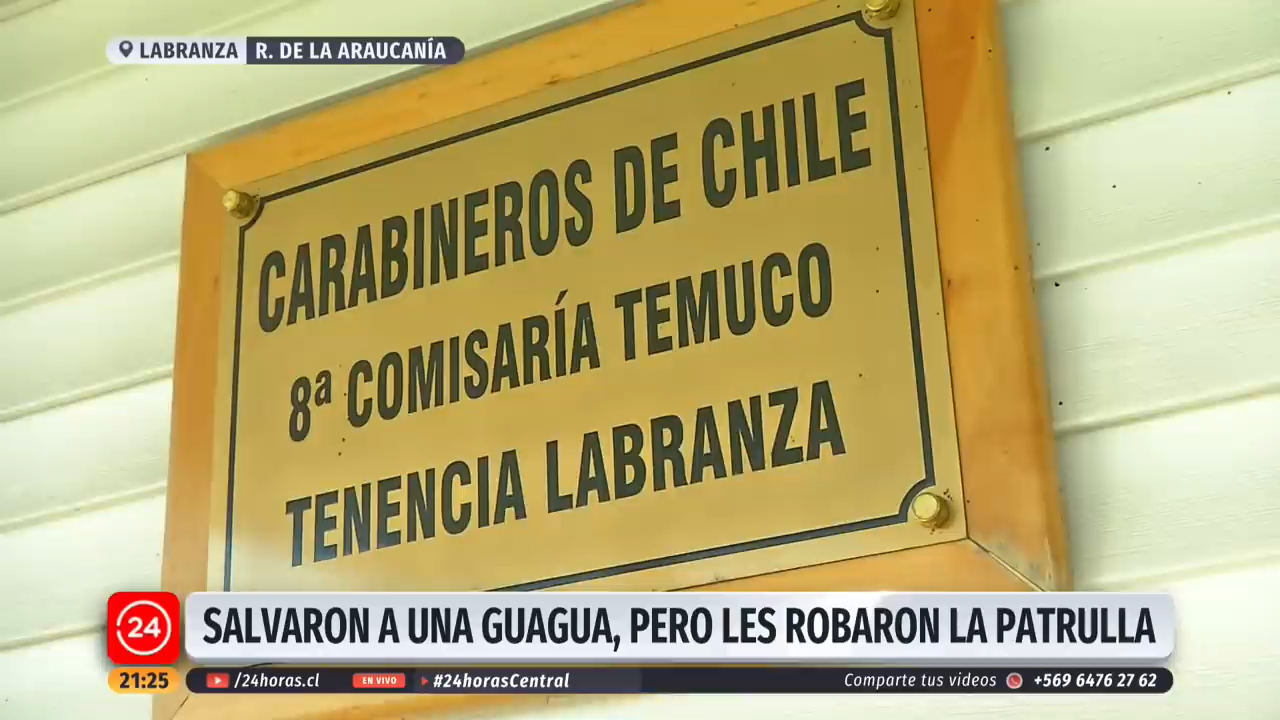 LABRANZA R. DE LA ARAUCANÍA
CARABINEROS DE CHILE
8ª COMISARÍA TEMUCO
TENENCIA LABRANZA
24 SALVARON A UNA GUAGUA, PERO LES ROBARON LA PATRULLA
21:25 /24horas.cl EN VIVO #24horasCentral Comparte tus videos +569 6476 27 62